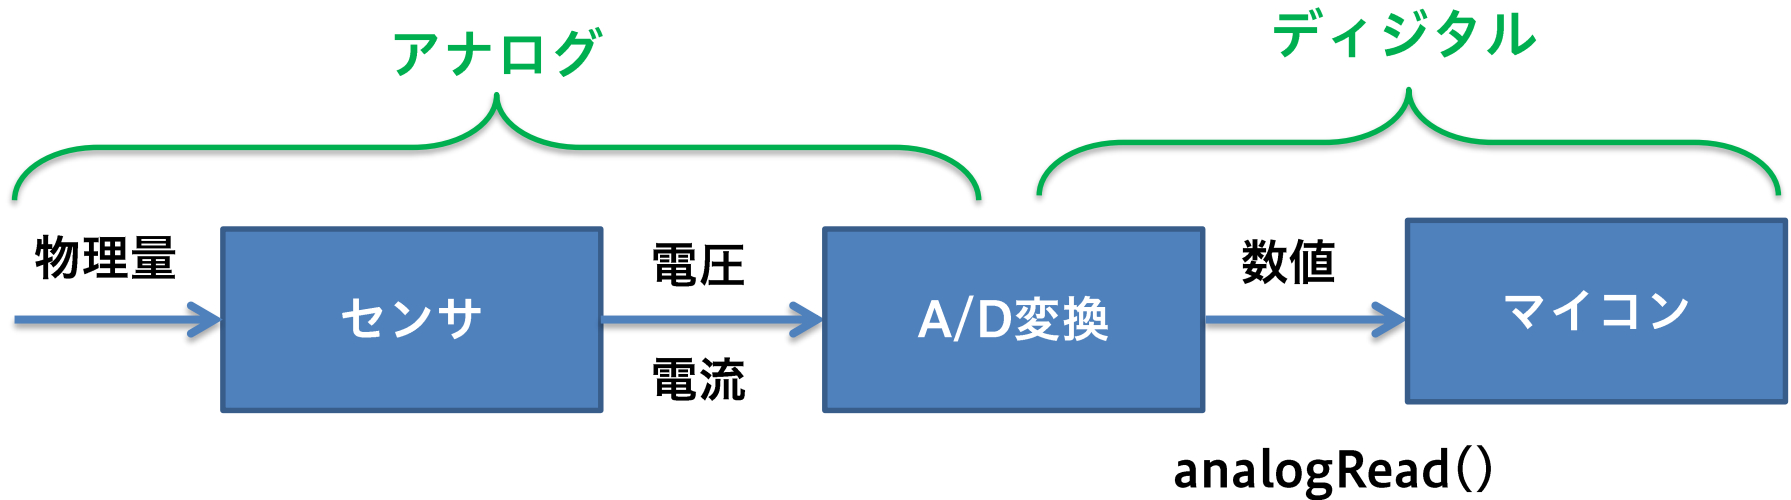 アナログ
ディジタル
物理量
センサ
電圧
電流
A/D変換
数値
マイコン
analogRead()